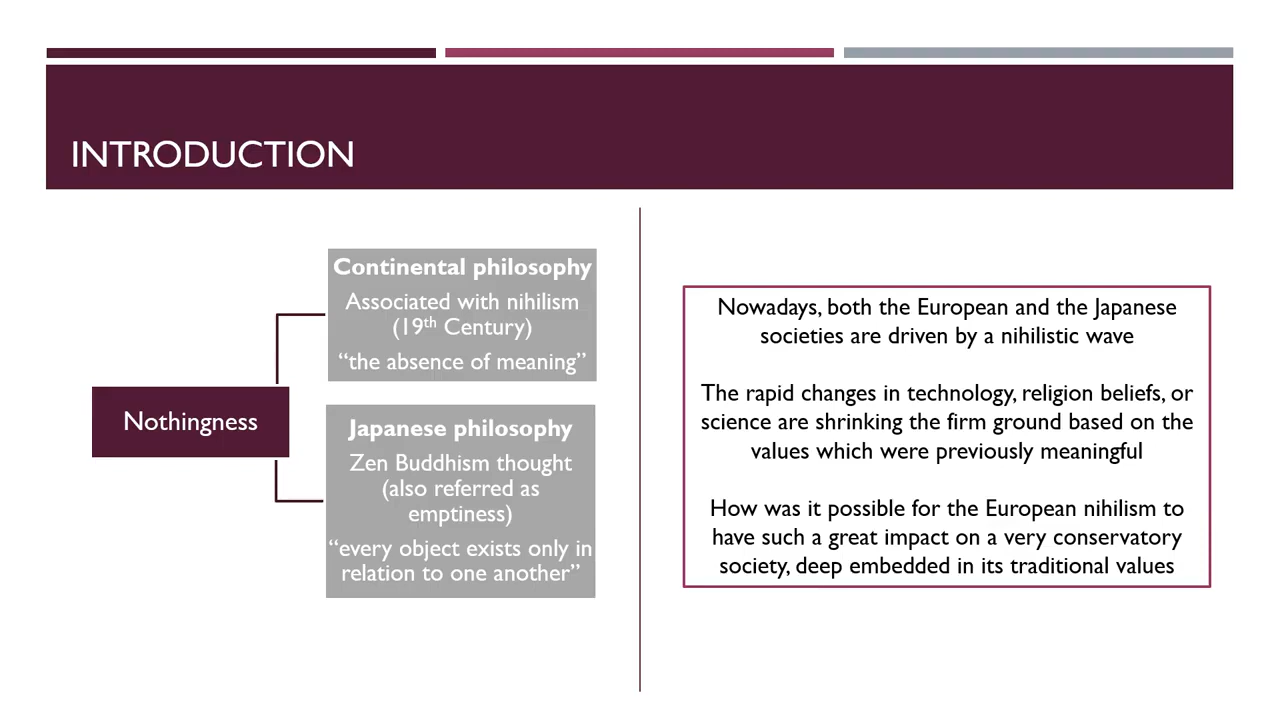 INTRODUCTION
Nothingness
Continental philosophy
Associated with nihilism
(19th Century)
“the absence of meaning”
Japanese philosophy
Zen Buddhism thought
(also referred as
emptiness)
“every object exists only in
relation to one another”
Nowadays, both the European and the Japanese
societies are driven by a nihilistic wave
The rapid changes in technology, religion beliefs, or
science are shrinking the firm ground based on the
values which were previously meaningful
How was it possible for the European nihilism to
have such a great impact on a very conservatory
society, deep embedded in its traditional values